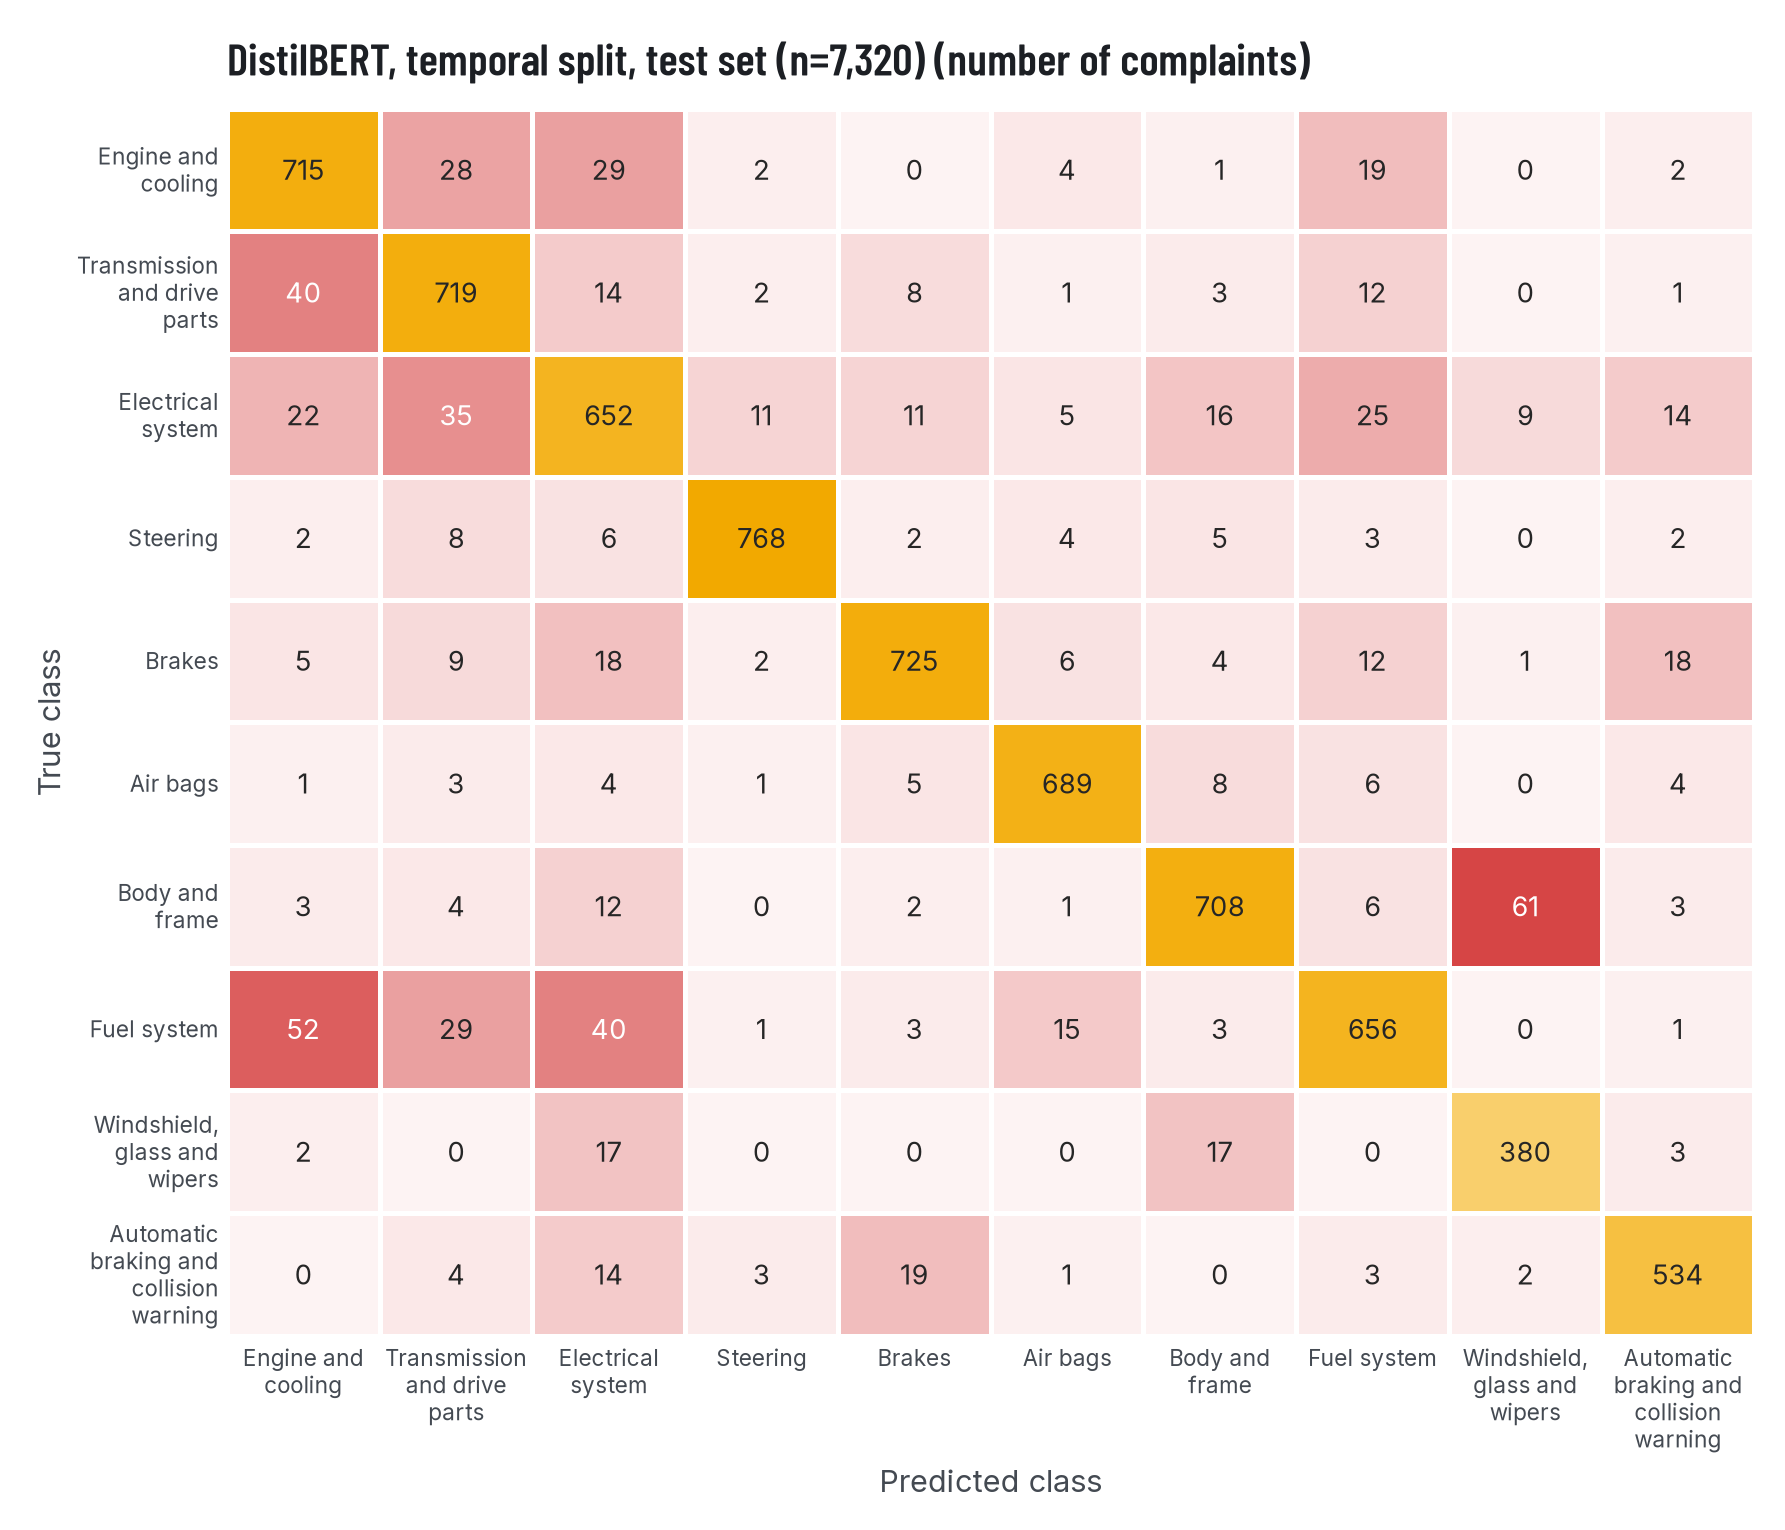 DistilBERT, temporal split, test set (n=7,320) (number of complaints)
Engine and
cooling
715 28 29 2 0 4 1 19 0 2
Transmission
and drive
parts
40 719 14 2 8 1 3 12 0 1
Electrical
system
22 35 652 11 11 5 16 25 9 14
Steering
2 8 6 768 2 4 5 3 0 2
Brakes
5 9 18 2 725 6 4 12 1 18
Air bags
1 3 4 1 5 689 8 6 0 4
Body and
frame
3 4 12 0 2 1 708 6 61 3
Fuel system
52 29 40 1 3 15 3 656 0 1
Windshield,
glass and
wipers
2 0 17 0 0 0 17 0 380 3
Automatic
braking and
collision
warning
0 4 14 3 19 1 0 3 2 534
True class
Engine and
cooling
Transmission
and drive
parts
Electrical
system
Steering
Brakes
Air bags
Body and
frame
Fuel system
Windshield,
glass and
wipers
Automatic
braking and
collision
warning
Predicted class